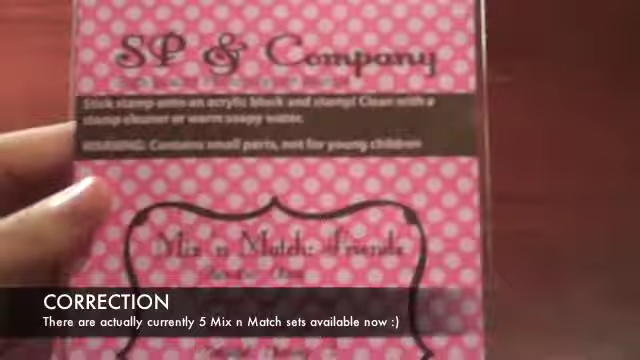 SP & Company
Stick stamp onto an acrylic block and stamp! Clean with a
stamp cleaner or warm soapy water.
WARNING: Contains small parts, not for young children
Mix 'n Match: Friends
CORRECTION
There are actually currently 5 Mix n Match sets available now :)